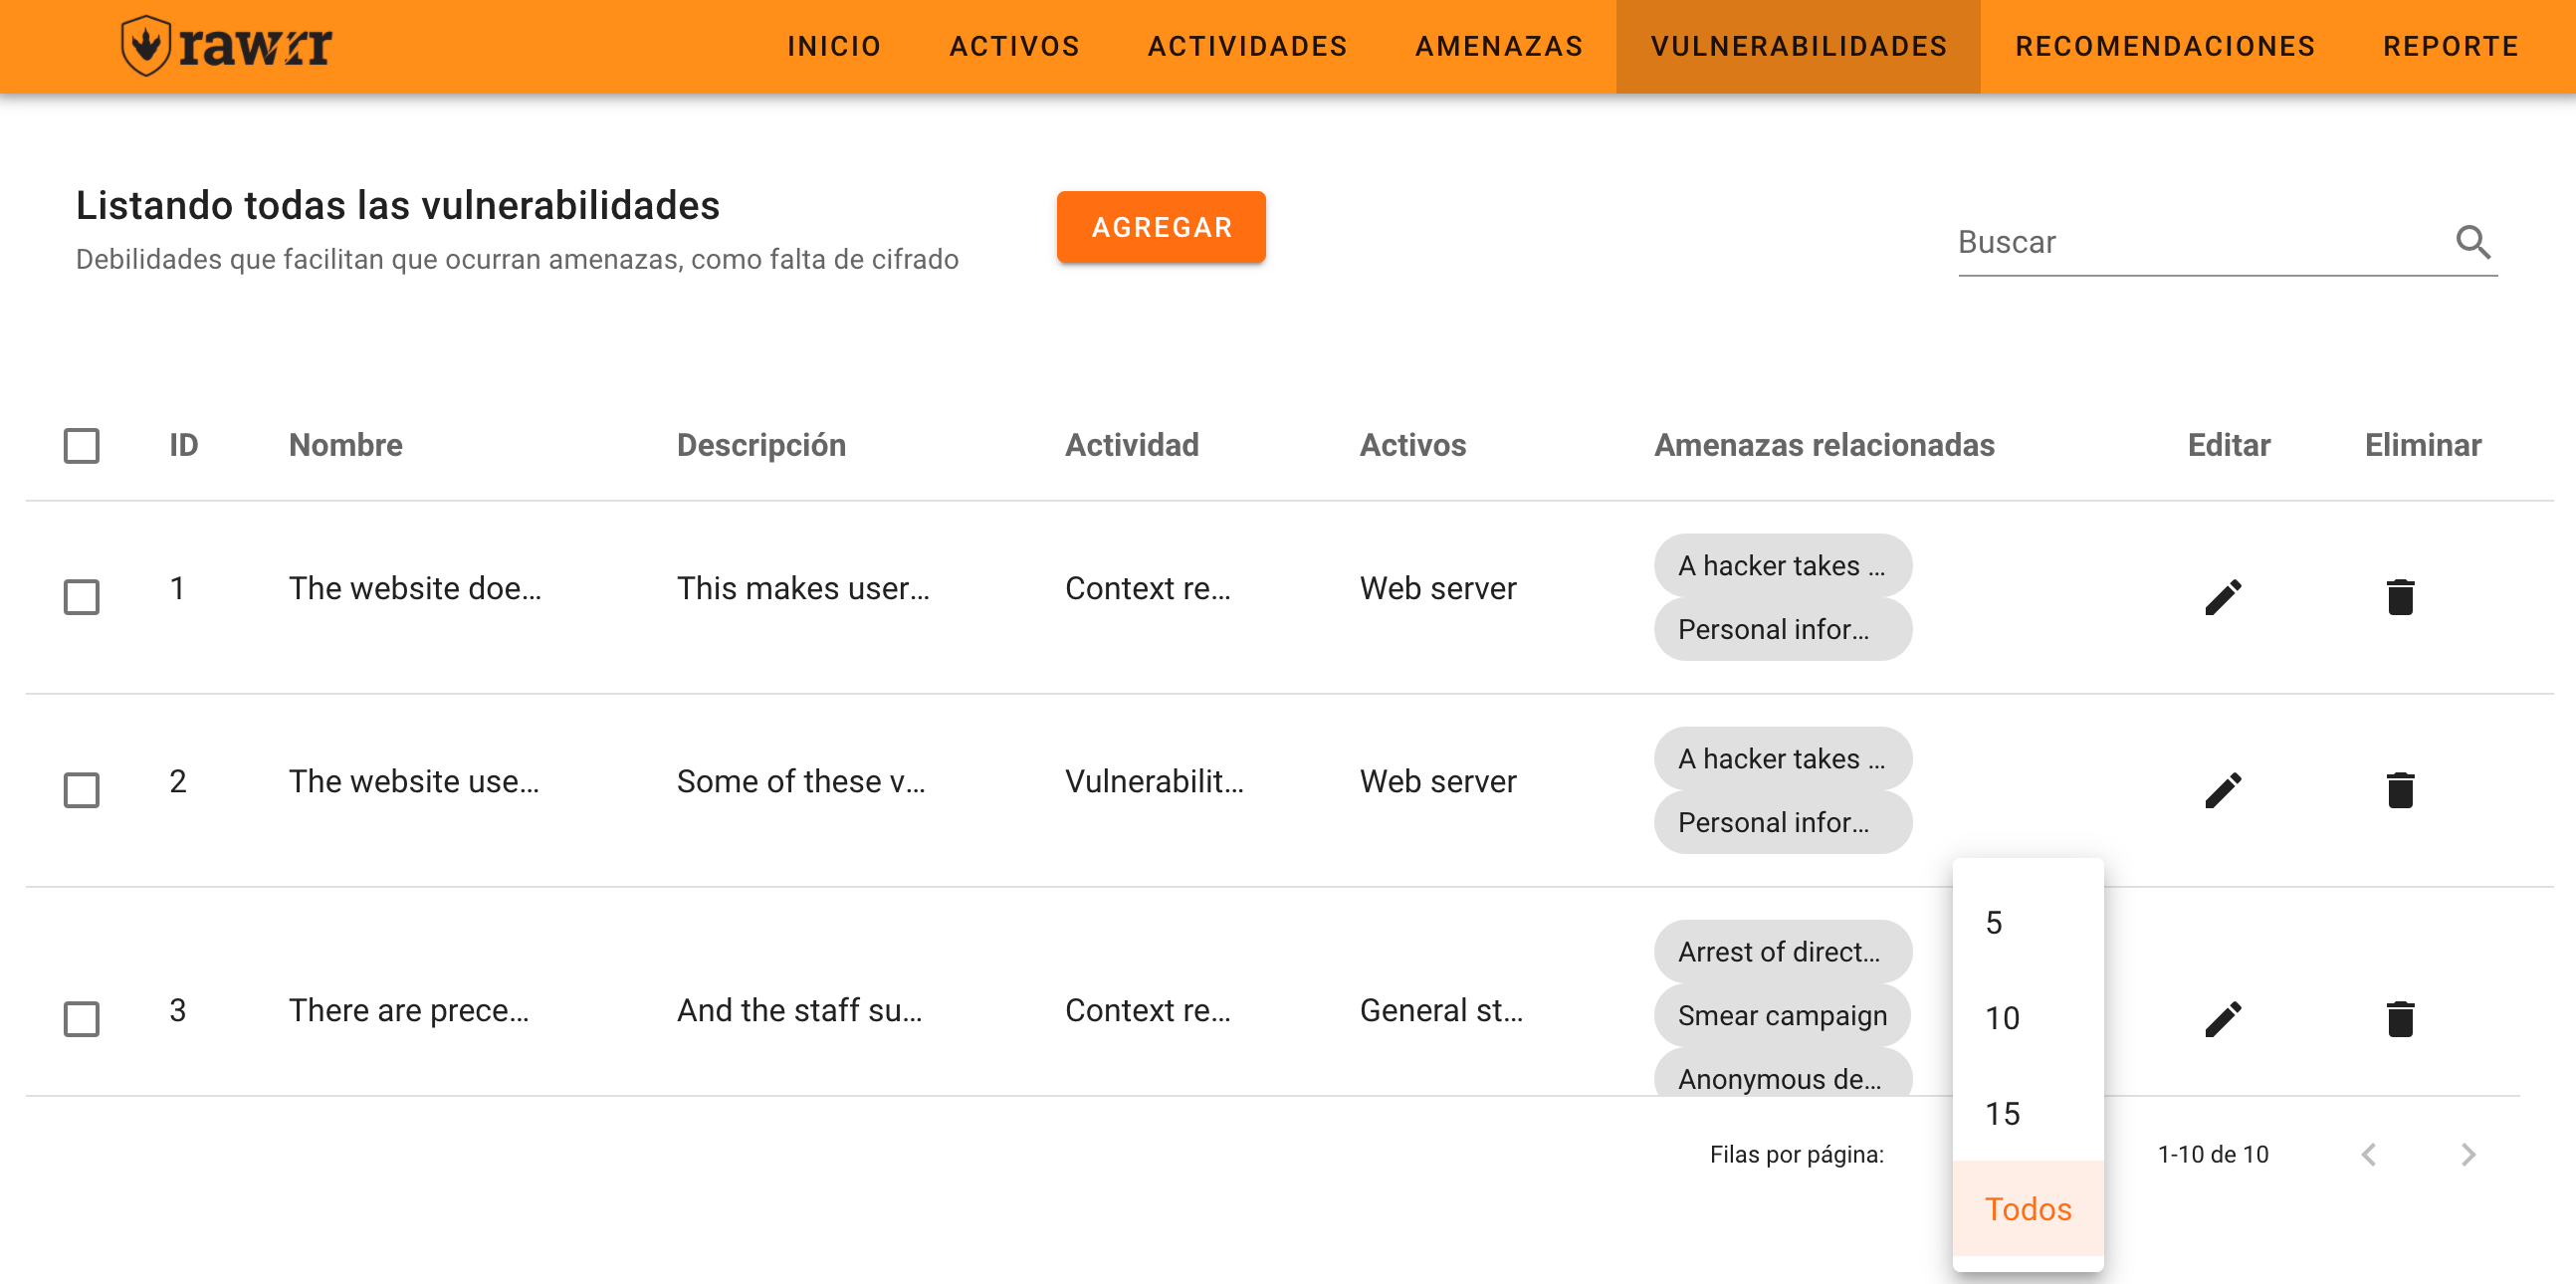 rawrr INICIO ACTIVOS ACTIVIDADES AMENAZAS VULNERABILIDADES RECOMENDACIONES REPORTE
Listando todas las vulnerabilidades
Debilidades que facilitan que ocurran amenazas, como falta de cifrado
AGREGAR
Buscar
ID Nombre Descripción Actividad Activos Amenazas relacionadas Editar Eliminar
1 The website doe... This makes user... Context re... Web server
A hacker takes ...
Personal infor...
2 The website use... Some of these v... Vulnerabilit... Web server
A hacker takes ...
Personal infor...
3 There are prece... And the staff su... Context re... General st...
Arrest of direct...
Smear campaign
Anonymous de...
Filas por página:
5
10
15
Todos
1-10 de 10